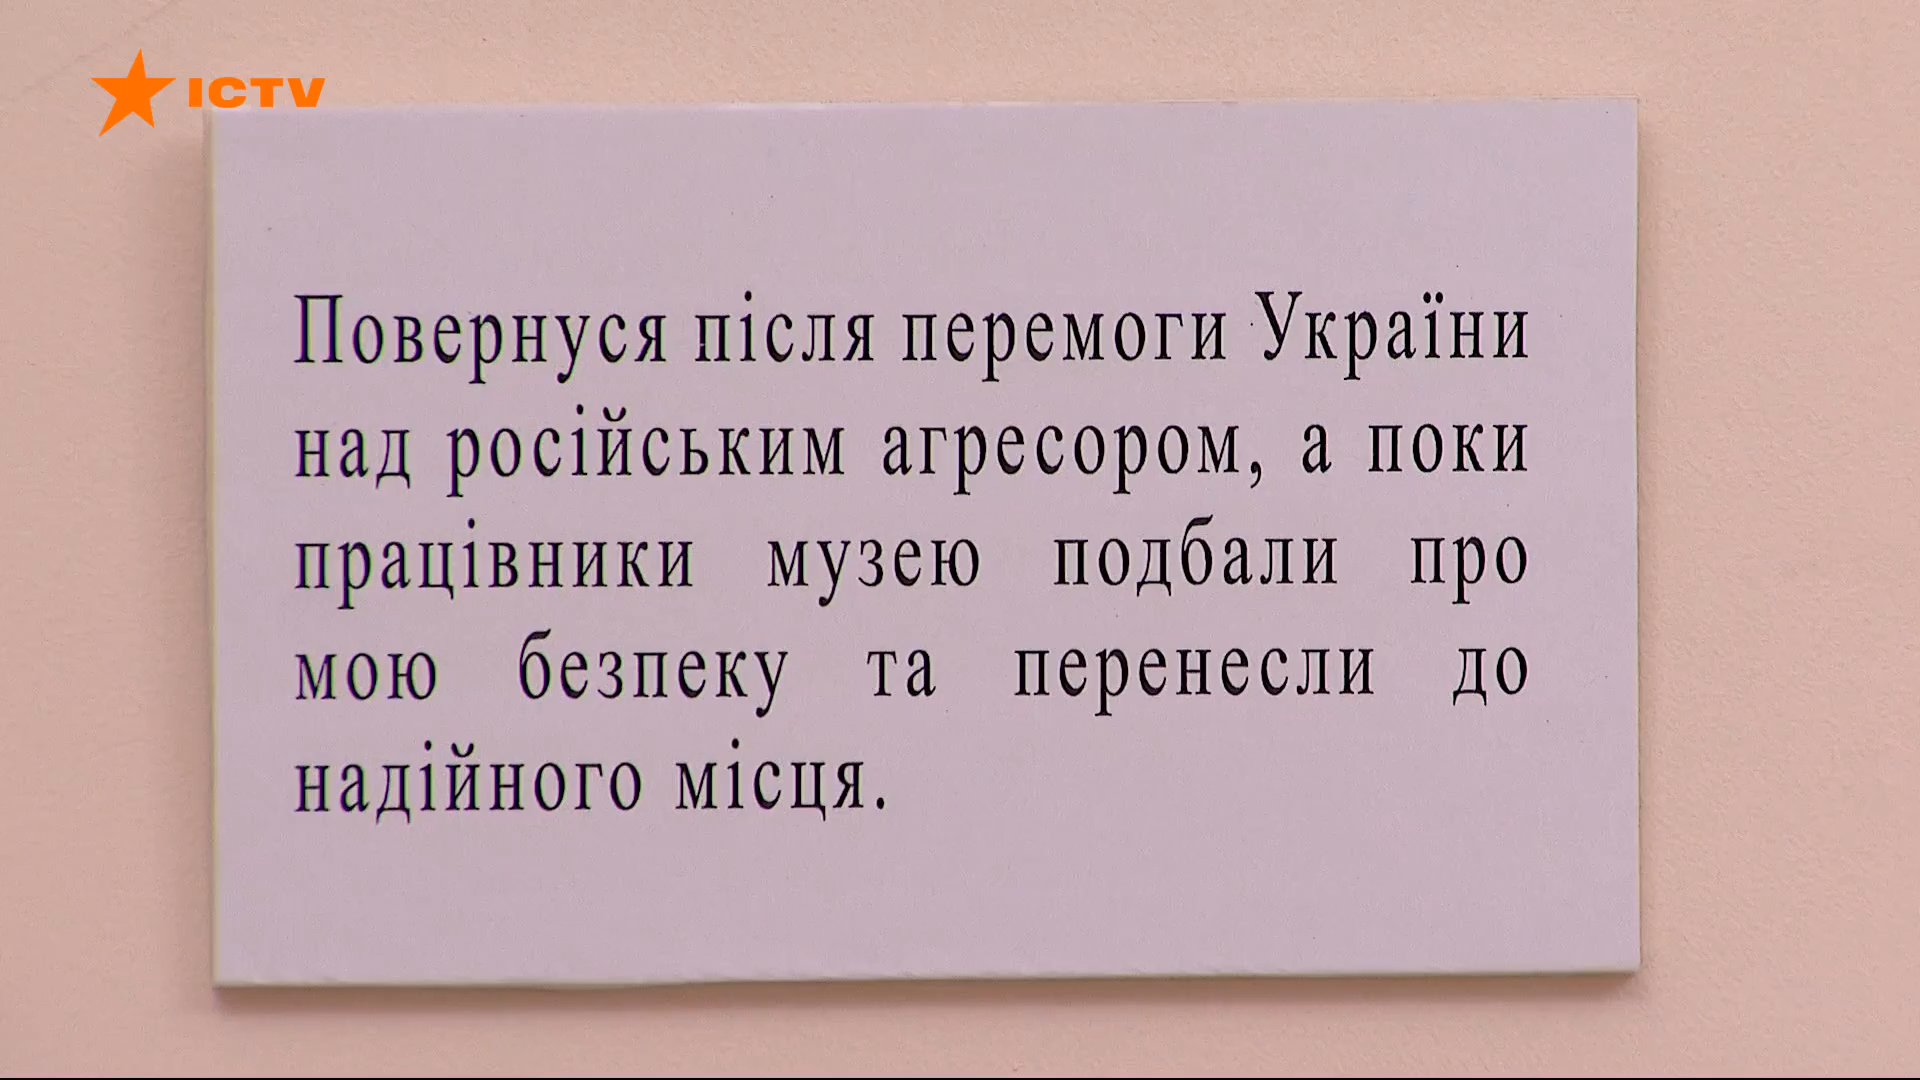 ICTV
Повернуся після перемоги України
над російським агресором, а поки
працівники музею подбали про
мою безпеку та перенесли до
надійного місця.